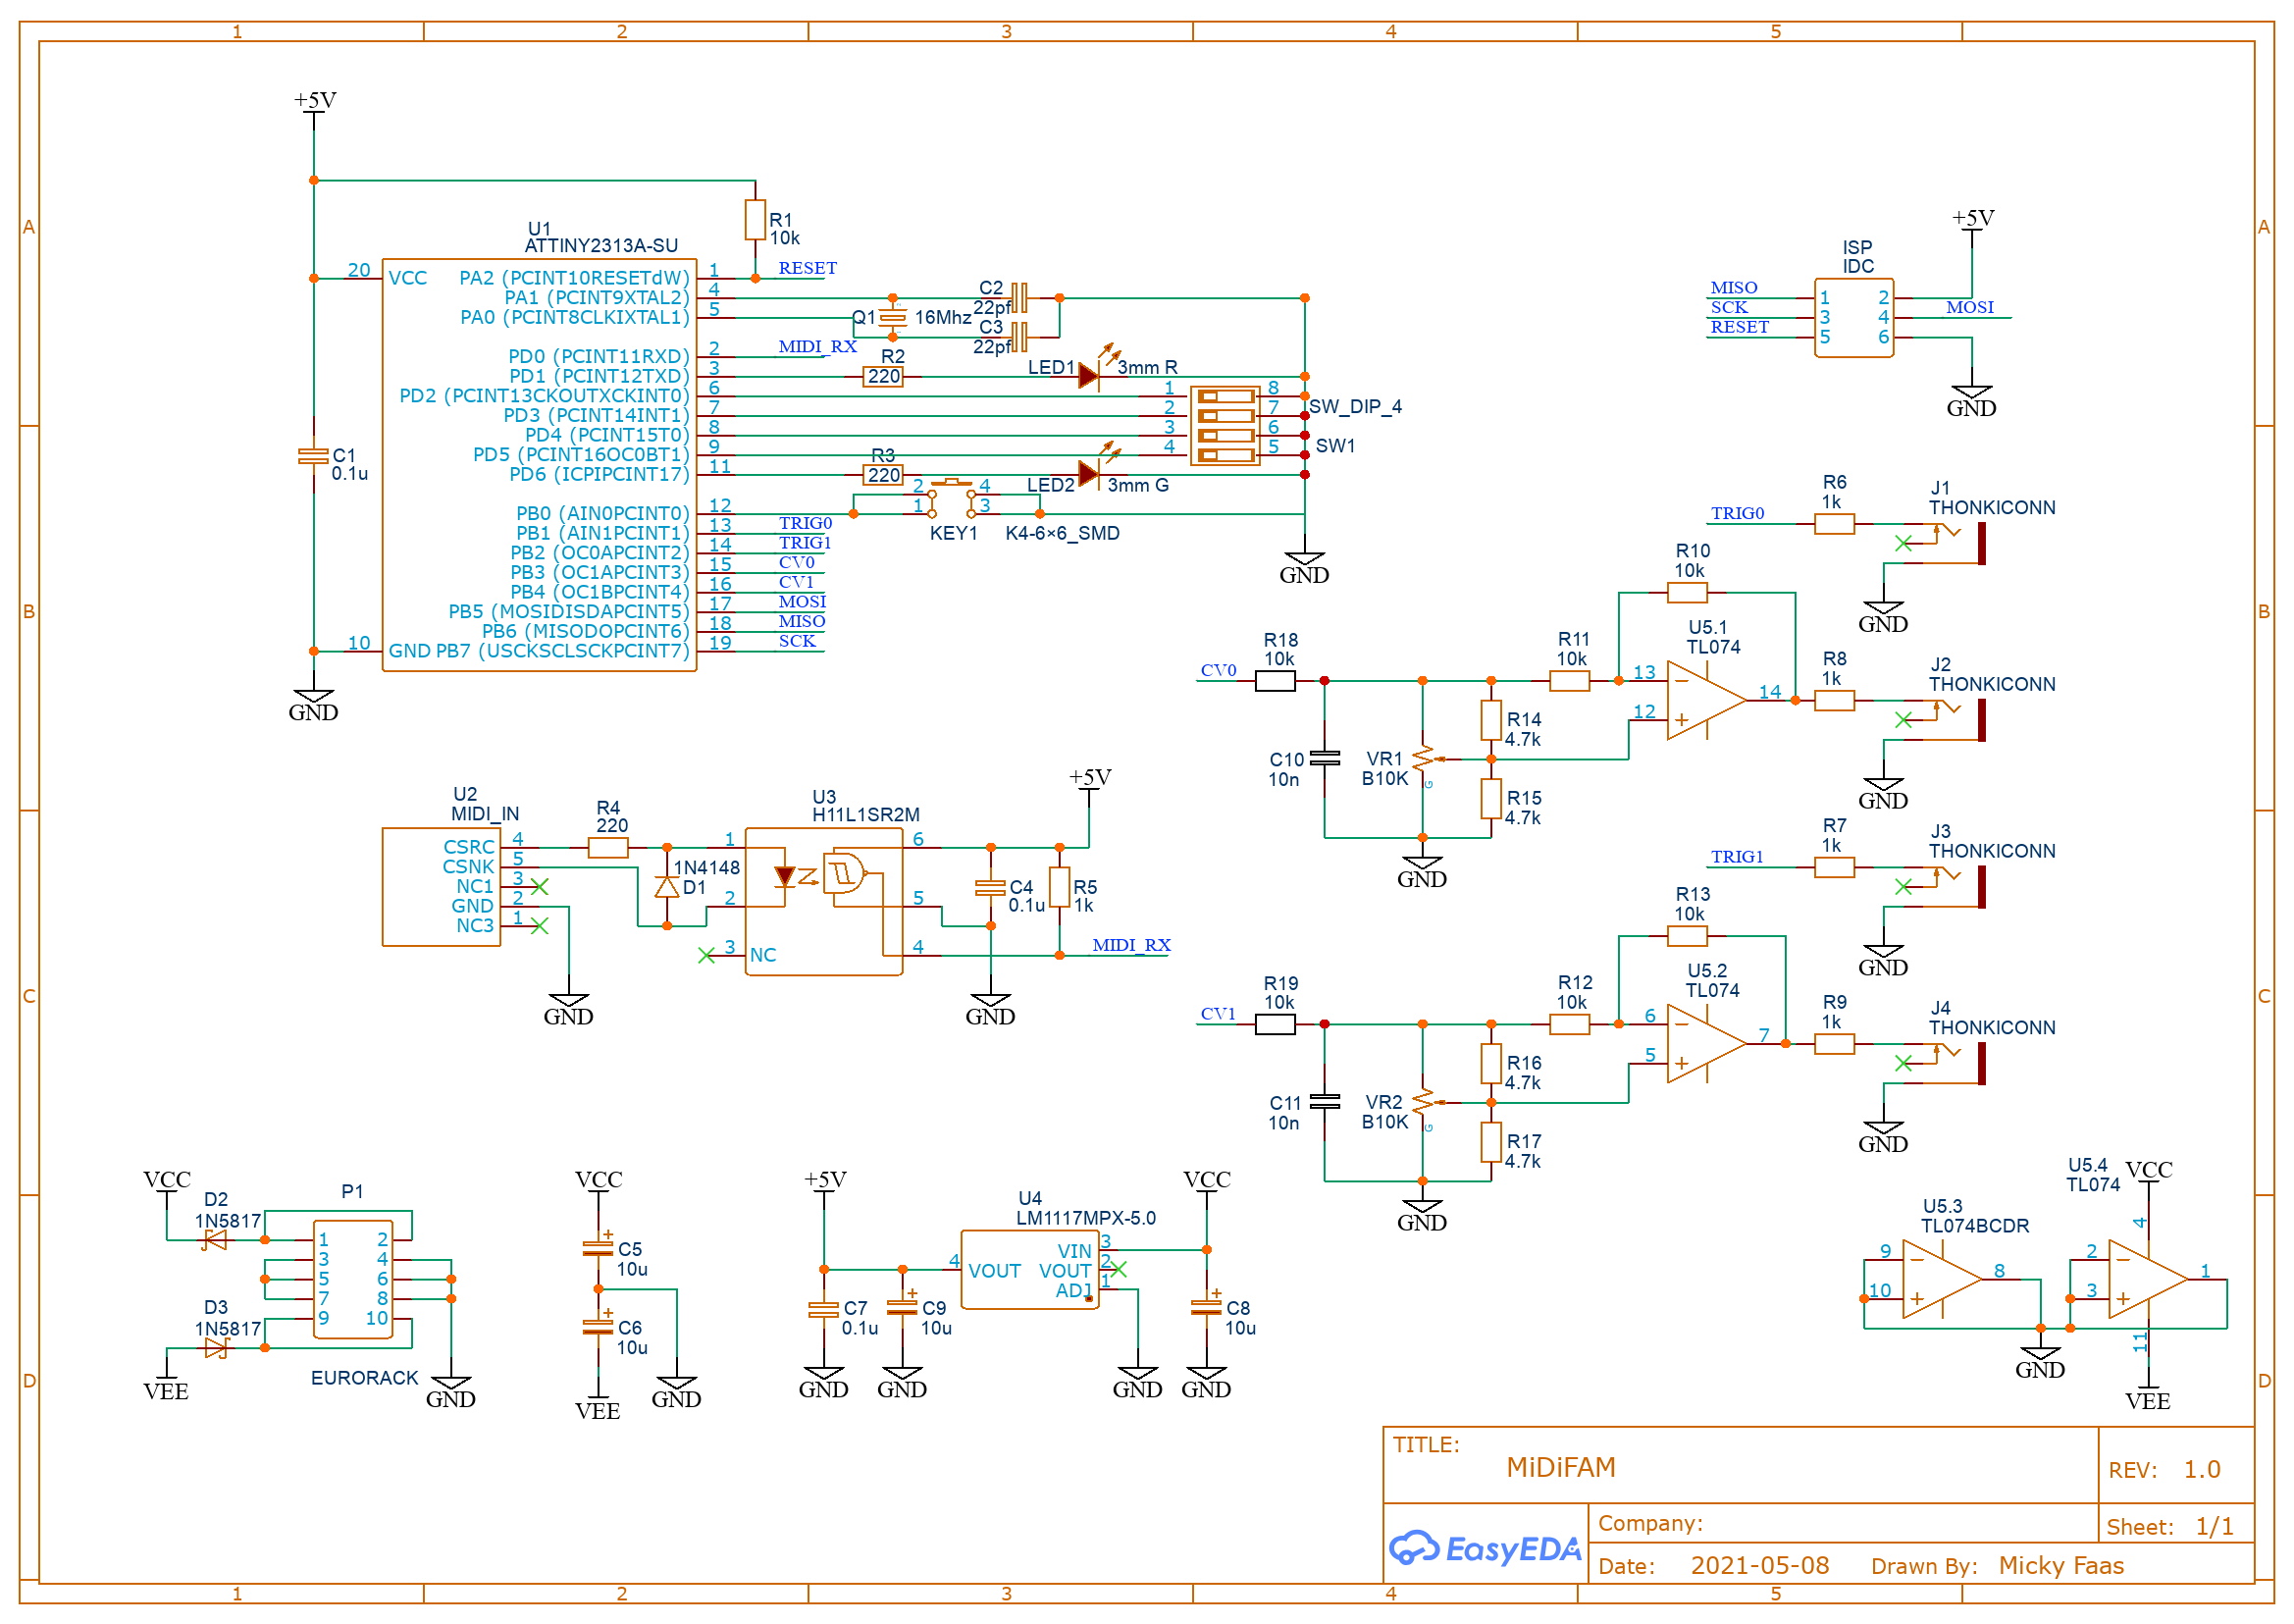 1 2 3 4 5
A A
B B
C C
D D
+5V
R1
10k
U1
ATTINY2313A-SU
20 VCC
10 GND
PA2 (PCINT10RESETdW) 1 RESET
PA1 (PCINT9XTAL2) 4
PA0 (PCINT8CLKIXTAL1) 5
PD0 (PCINT11RXD) 2 MIDI_RX
PD1 (PCINT12TXD) 3
PD2 (PCINT13CKOUTXCKINT0) 6
PD3 (PCINT14INT1) 7
PD4 (PCINT15T0) 8
PD5 (PCINT16OC0BT1) 9
PD6 (ICPIPCINT17) 11
PB0 (AIN0PCINT0) 12
PB1 (AIN1PCINT1) 13 TRIG0
PB2 (OC0APCINT2) 14 TRIG1
PB3 (OC1APCINT3) 15 CV0
PB4 (OC1BPCINT4) 16 CV1
PB5 (MOSIDISDAPCINT5) 17 MOSI
PB6 (MISODOPCINT6) 18 MISO
PB7 (USCKSCLSCKPCINT7) 19 SCK
C1
0.1u
GND
Q1 16Mhz
C2
22pf
C3
22pf
R2
220
LED1 3mm R
1 8
2 7
3 6
4 5
SW_DIP_4
SW1
R3
220
LED2 3mm G
2 4
1 3
KEY1 K4-6×6_SMD
GND
ISP
IDC
+5V
MISO 1 2
SCK 3 4 MOSI
RESET 5 6
GND
TRIG0
R6
1k
J1
THONKICONN
GND
CV0
R18
10k
C10
10n
VR1
B10K
G
R14
4.7k
R15
4.7k
GND
R11
10k
R10
10k
U5.1
TL074
13
12
14
R8
1k
J2
THONKICONN
GND
TRIG1
R7
1k
J3
THONKICONN
GND
CV1
R19
10k
C11
10n
VR2
B10K
G
R16
4.7k
R17
4.7k
GND
R12
10k
R13
10k
U5.2
TL074
6
5
7
R9
1k
J4
THONKICONN
GND
U2
MIDI_IN
CSRC 4
CSNK 5
NC1 3
GND 2
NC3 1
GND
R4
220
1N4148
D1
U3
H11L1SR2M
1 6
2 5
3 NC 4
C4
0.1u
R5
1k
+5V
MIDI_RX
GND
VCC
D2
1N5817
P1
1 2
3 4
5 6
7 8
9 10
D3
1N5817
VEE
EURORACK
GND
VCC
C5
10u
C6
10u
VEE
GND
+5V
C7
0.1u
C9
10u
GND
GND
U4
LM1117MPX-5.0
4 VOUT
VIN 3
VOUT 2
ADJ 1
GND
VCC
C8
10u
GND
U5.3
TL074BCDR
9
10
8
GND
U5.4
TL074
VCC
4
2
3
1
11
VEE
TITLE:
MiDiFAM
REV: 1.0
EasyEDA
Company:
Sheet: 1/1
Date: 2021-05-08
Drawn By: Micky Faas
1 2 3 4 5